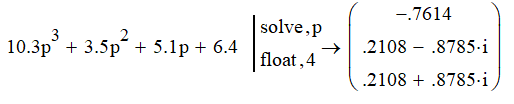 10.3p³ + 3.5p² + 5.1p + 6.4 | solve,p float,4 → ( -.7614
.2108 - .8785·i
.2108 + .8785·i )